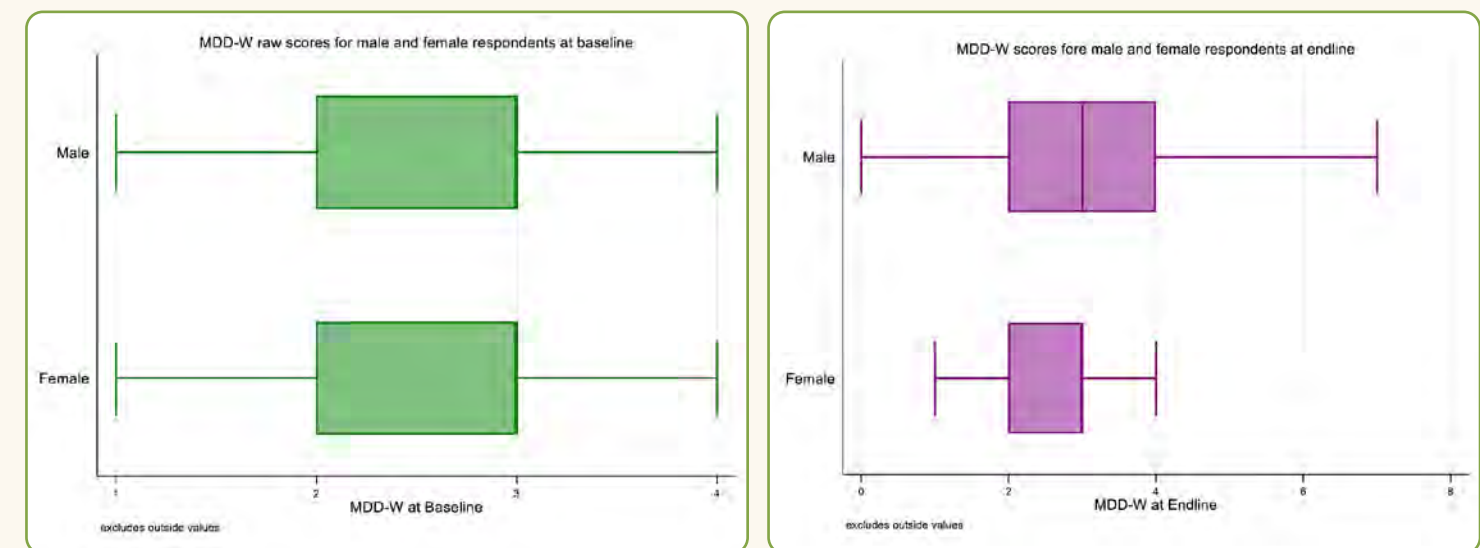 MDD-W raw scores for male and female respondents at baseline
Male
Female
1 2 3 4
MDD-W at Baseline
excludes outside values
MDD-W scores fore male and female respondents at endline
Male
Female
0 2 4 6 8
MDD-W at Endline
excludes outside values